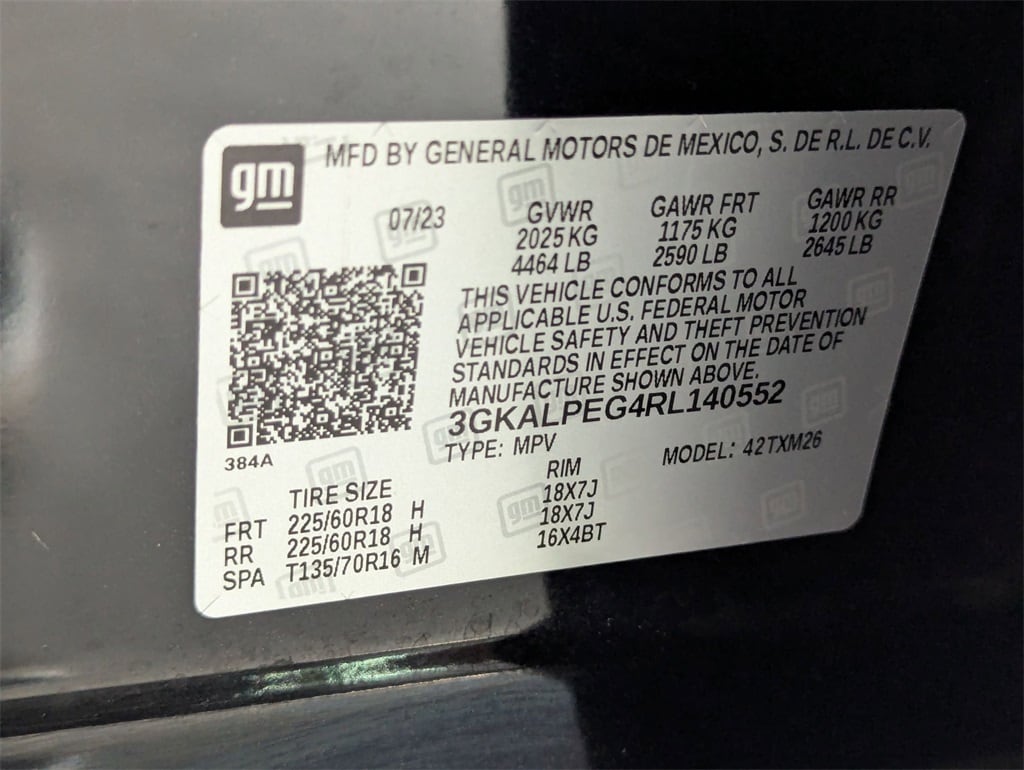 gm MFD BY GENERAL MOTORS DE MEXICO, S. DE R.L. DE C.V.
07/23 GVWR GAWR FRT GAWR RR
2025 KG 1175 KG 1200 KG
4464 LB 2590 LB 2645 LB
THIS VEHICLE CONFORMS TO ALL
APPLICABLE U.S. FEDERAL MOTOR
VEHICLE SAFETY AND THEFT PREVENTION
STANDARDS IN EFFECT ON THE DATE OF
MANUFACTURE SHOWN ABOVE.
3GKALPEG4RL140552
384A
TYPE: MPV MODEL: 42TXM26
TIRE SIZE RIM
FRT 225/60R18 H 18X7J
RR 225/60R18 H 18X7J
SPA T135/70R16 M 16X4BT